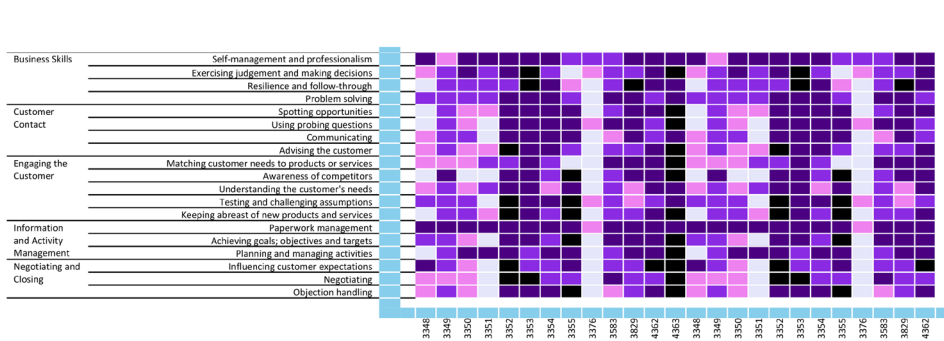 Business Skills
Self-management and professionalism
Exercising judgement and making decisions
Resilience and follow-through
Problem solving
Customer
Contact
Spotting opportunities
Using probing questions
Communicating
Advising the customer
Engaging the
Customer
Matching customer needs to products or services
Awareness of competitors
Understanding the customer's needs
Testing and challenging assumptions
Keeping abreast of new products and services
Information
and Activity
Management
Paperwork management
Achieving goals; objectives and targets
Planning and managing activities
Negotiating and
Closing
Influencing customer expectations
Negotiating
Objection handling
3348
3349
3350
3351
3352
3353
3354
3355
3376
3583
3829
4362
4363
3348
3349
3350
3351
3352
3353
3354
3355
3376
3583
3829
4362